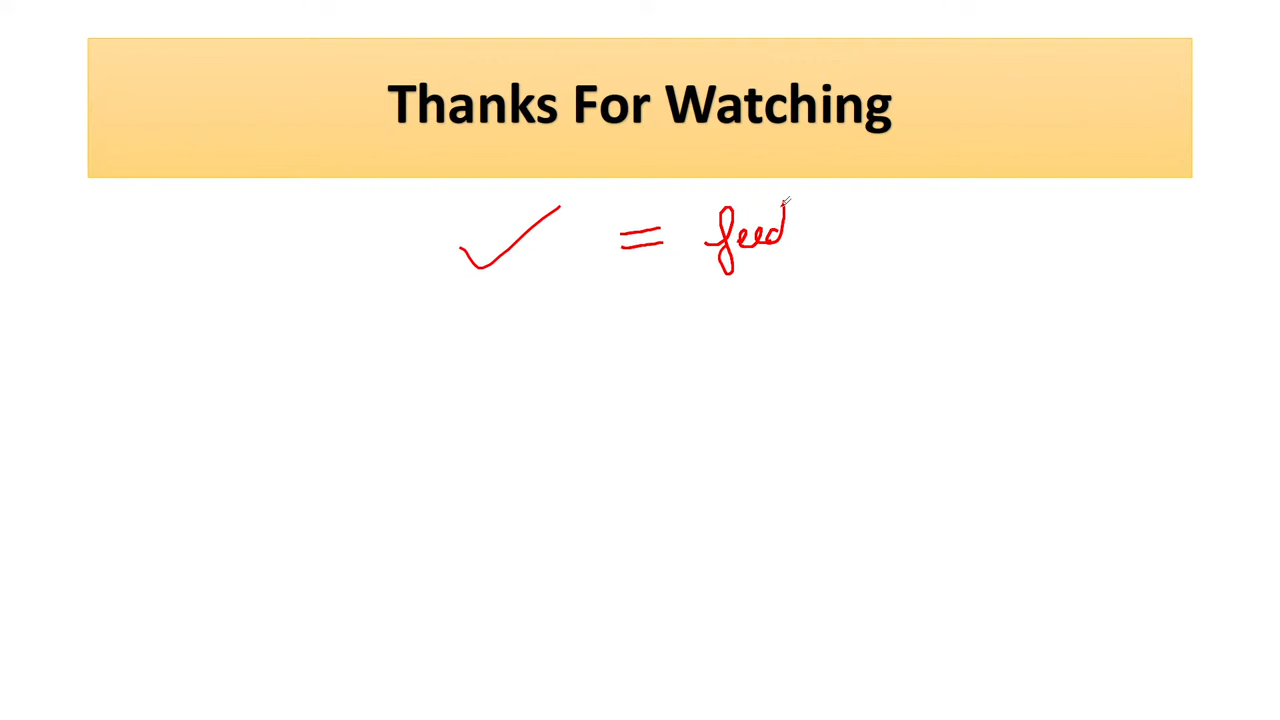 Thanks For Watching
✓ = feed